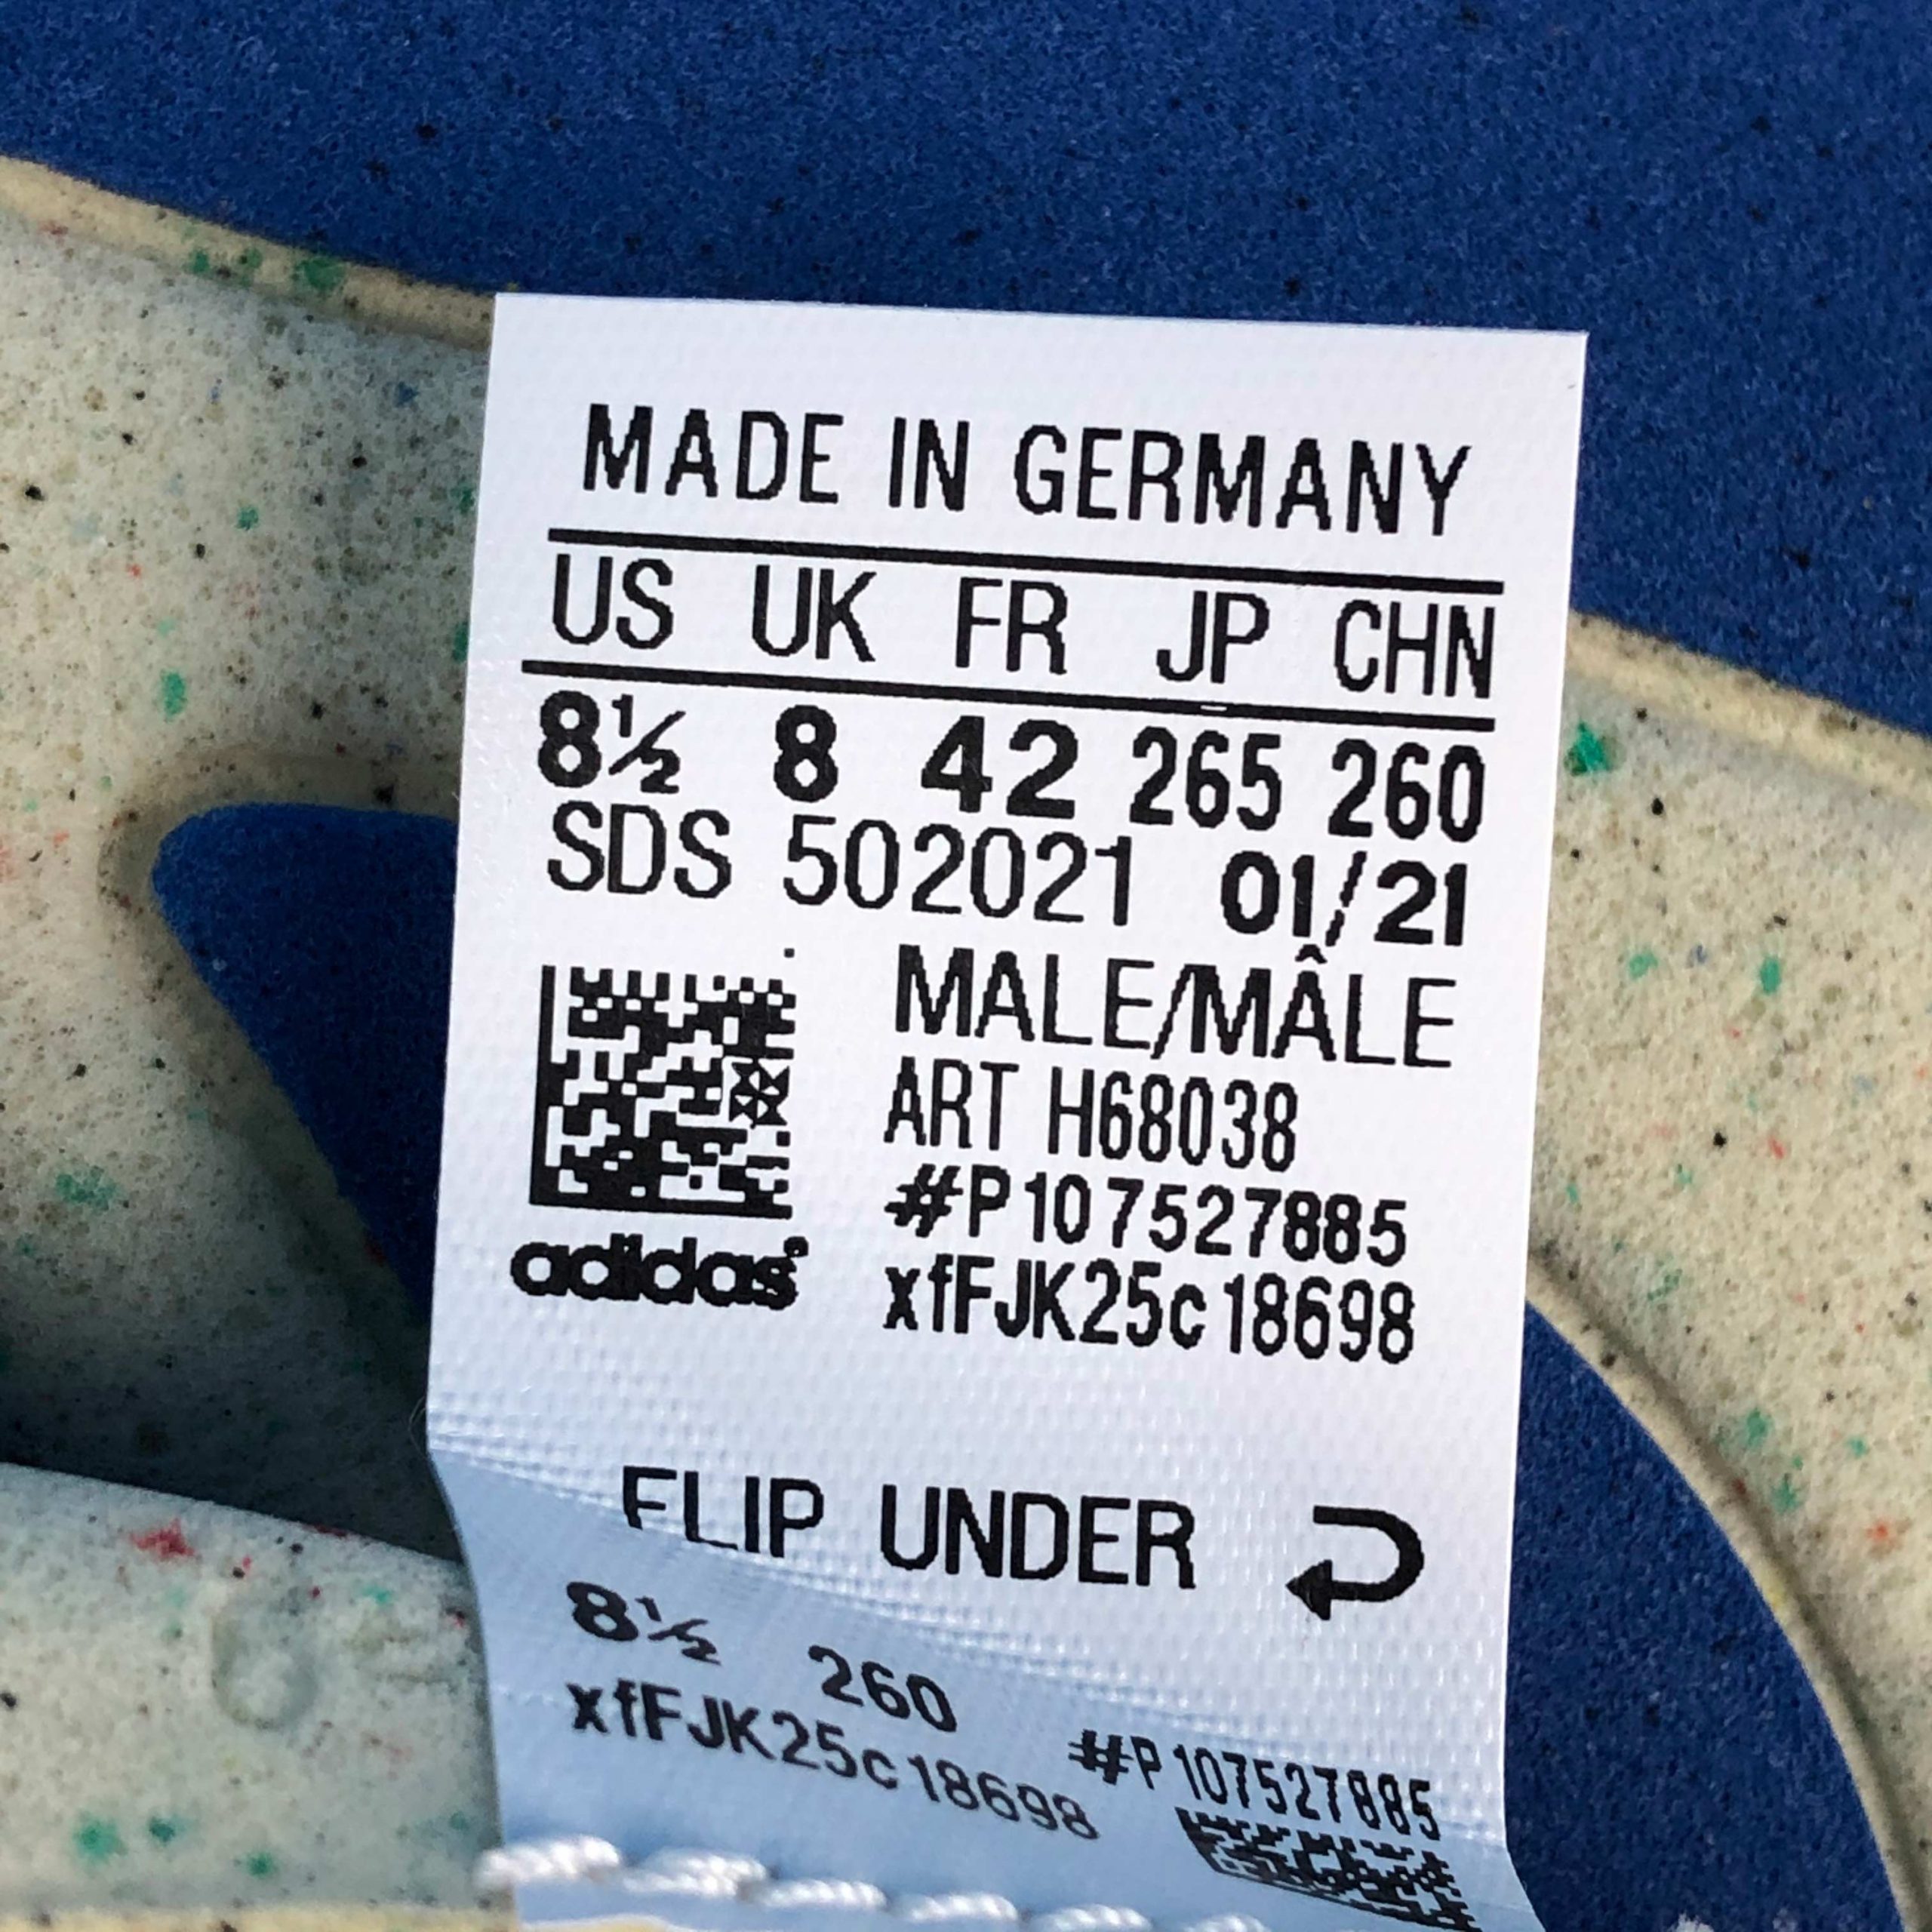 MADE IN GERMANY
US UK FR JP CHN
8½ 8 42 265 260
SDS 502021 01/21
MALE/MÂLE
ART H68038
#P107527885
adidas® xfFJK25c18698
FLIP UNDER
8½ 260
xfFJK25c18698 #P107527885